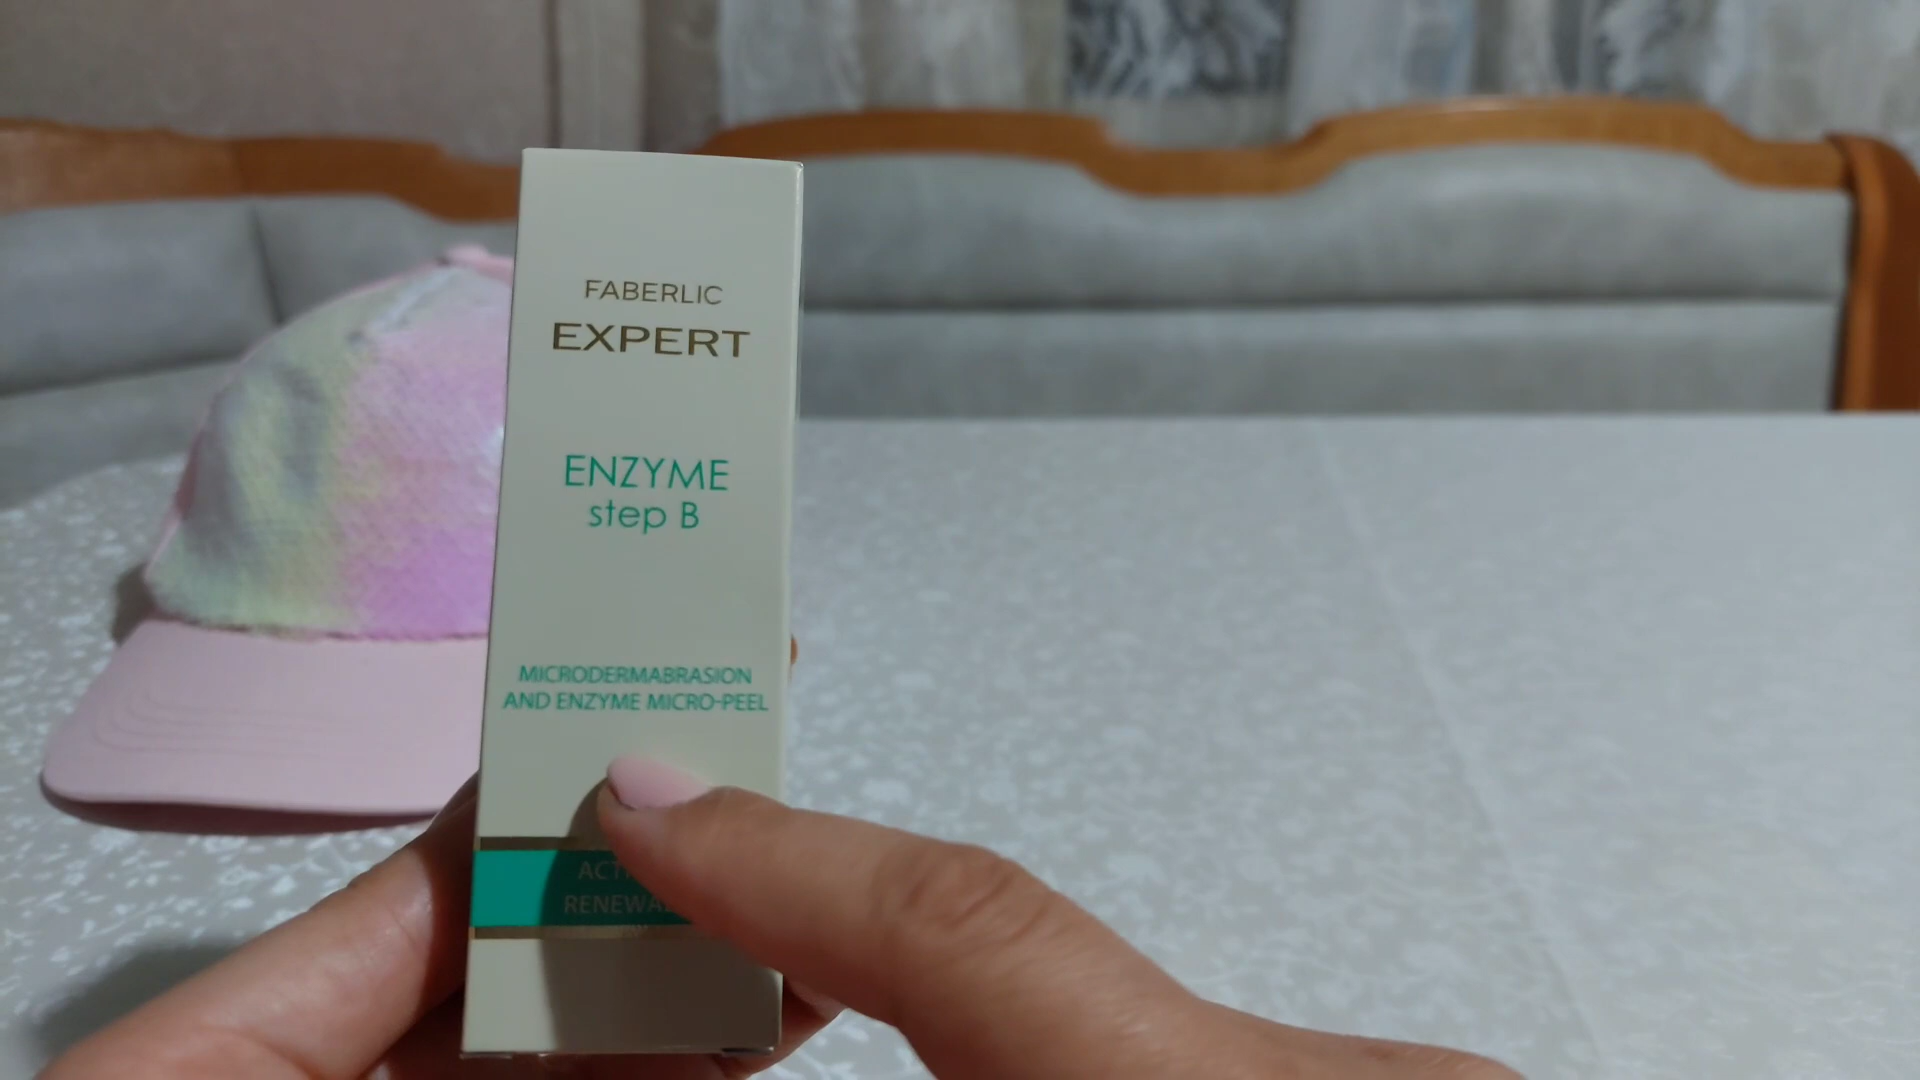 FABERLIC
EXPERT
ENZYME
step B
MICRODERMABRASION
AND ENZYME MICRO-PEEL